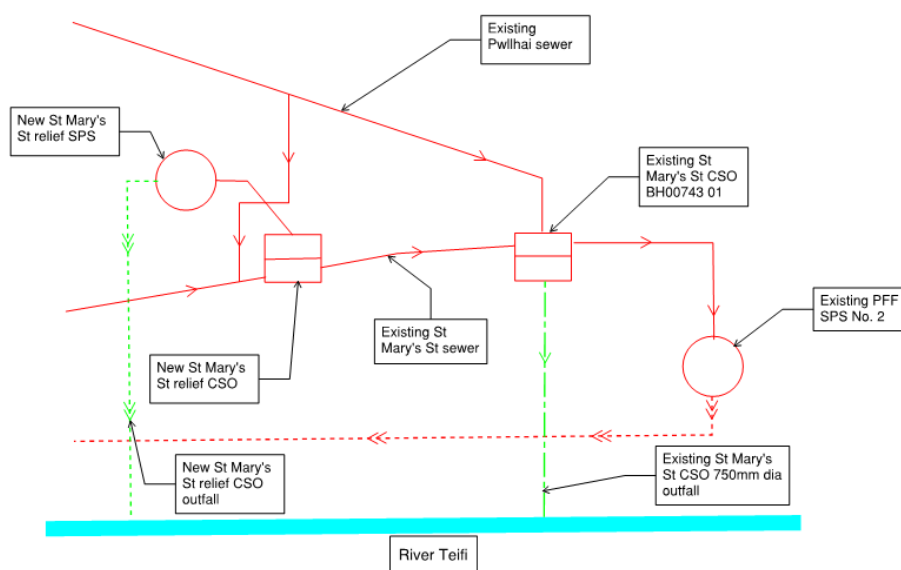 Existing
Pwllhai sewer
New St Mary's
St relief SPS
Existing St
Mary's St CSO
BH00743 01
Existing PFF
SPS No. 2
Existing St
Mary's St sewer
New St Mary's
St relief CSO
New St Mary's
St relief CSO
outfall
Existing St Mary's
St CSO 750mm dia
outfall
River Teifi